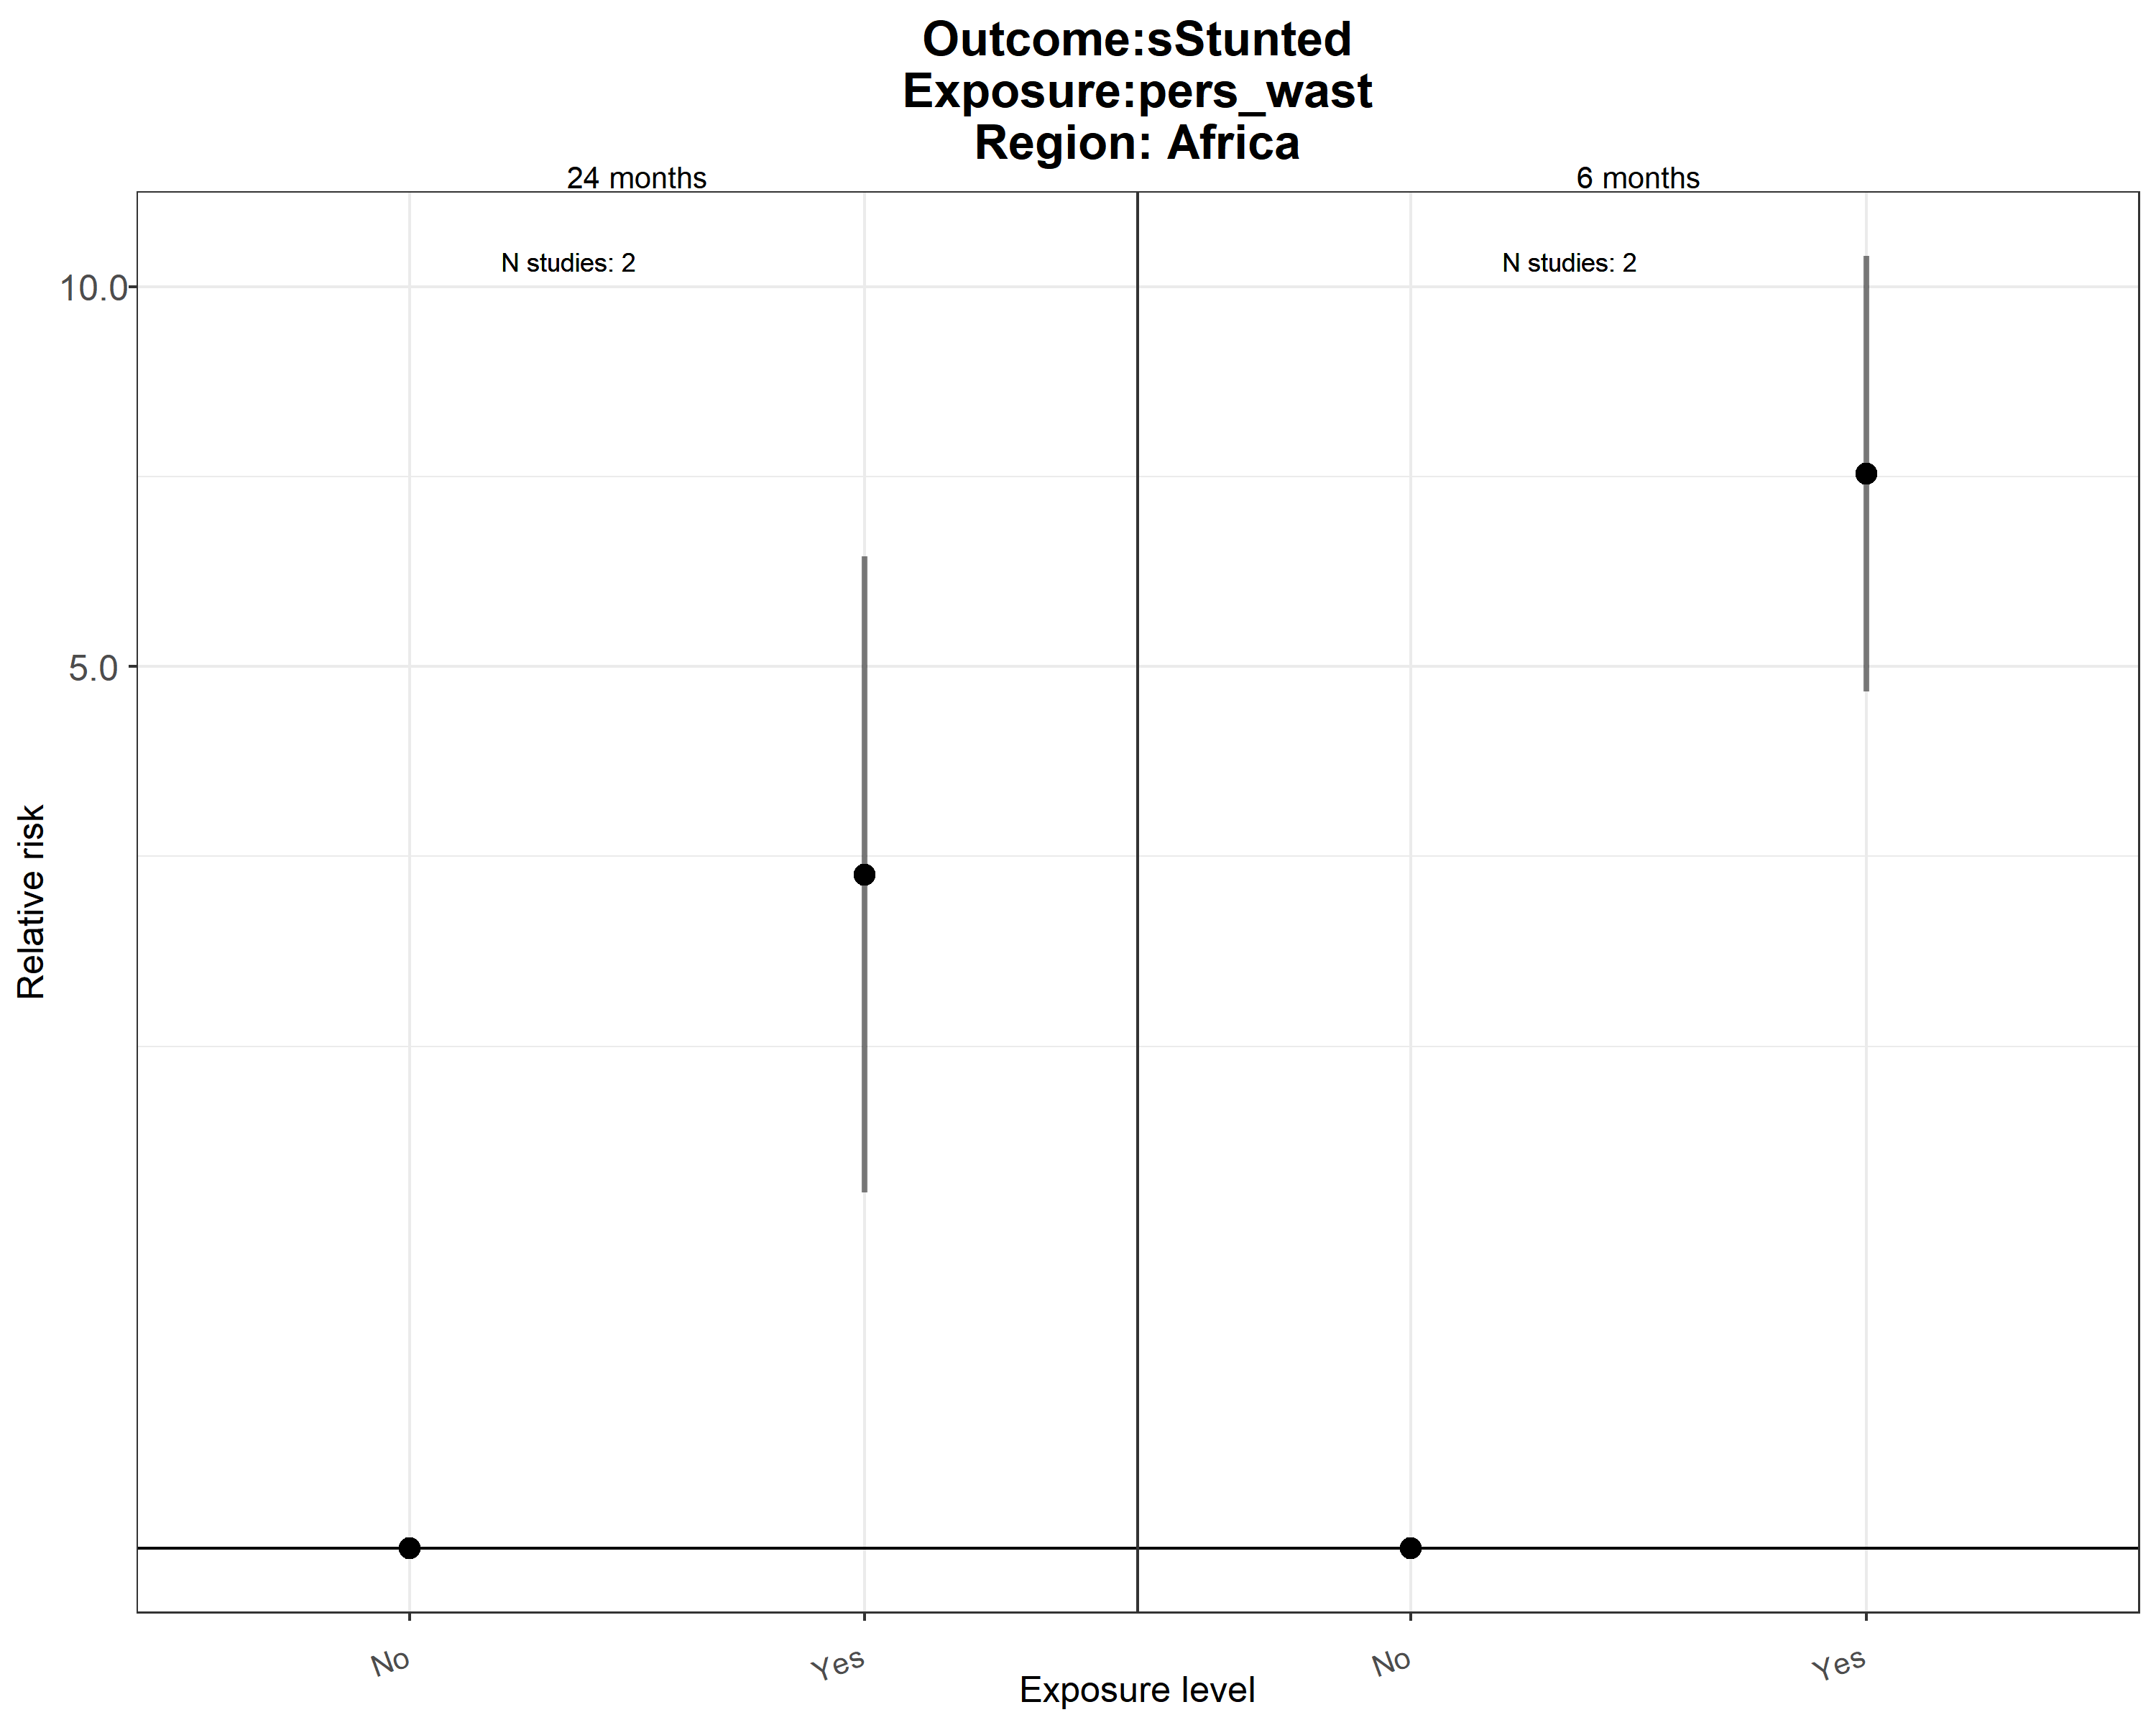 Outcome:sStunted
Exposure:pers_wast
Region: Africa
24 months
6 months
N studies: 2
N studies: 2
10.0
5.0
Relative risk
No
Yes
No
Yes
Exposure level